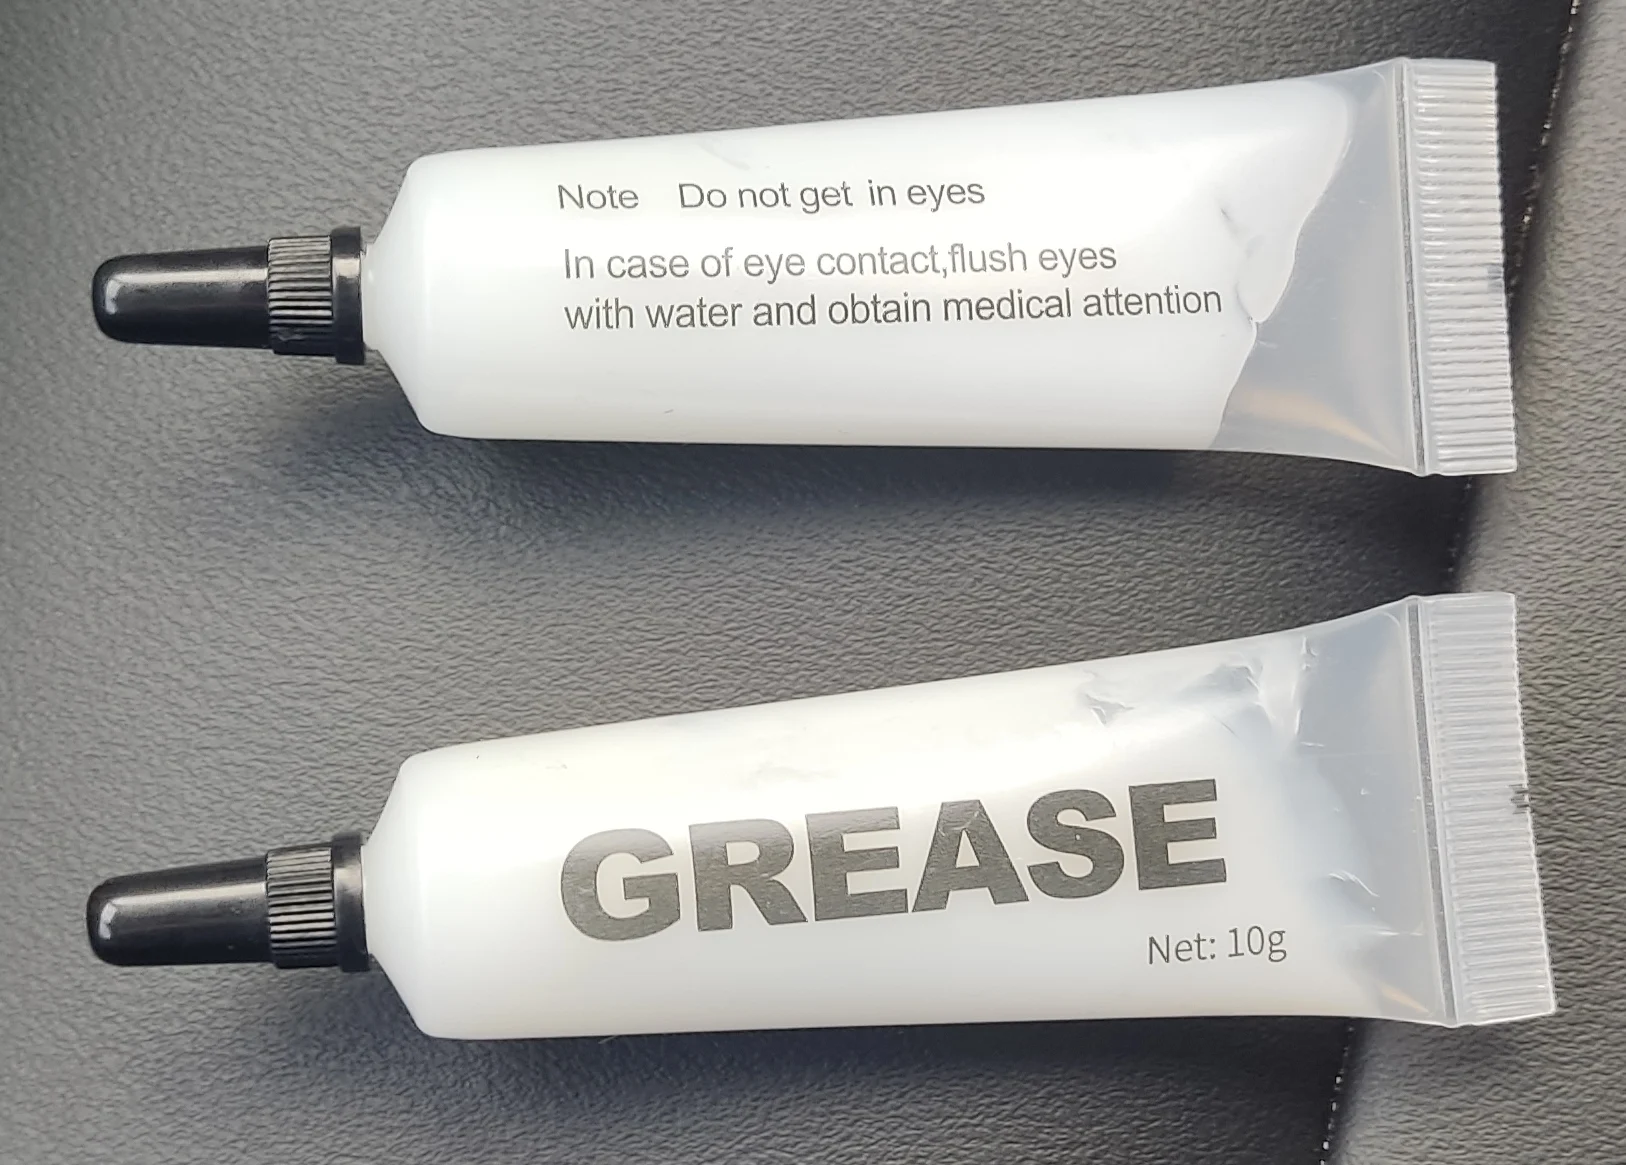 Note Do not get in eyes
In case of eye contact,flush eyes
with water and obtain medical attention
GREASE
Net: 10g